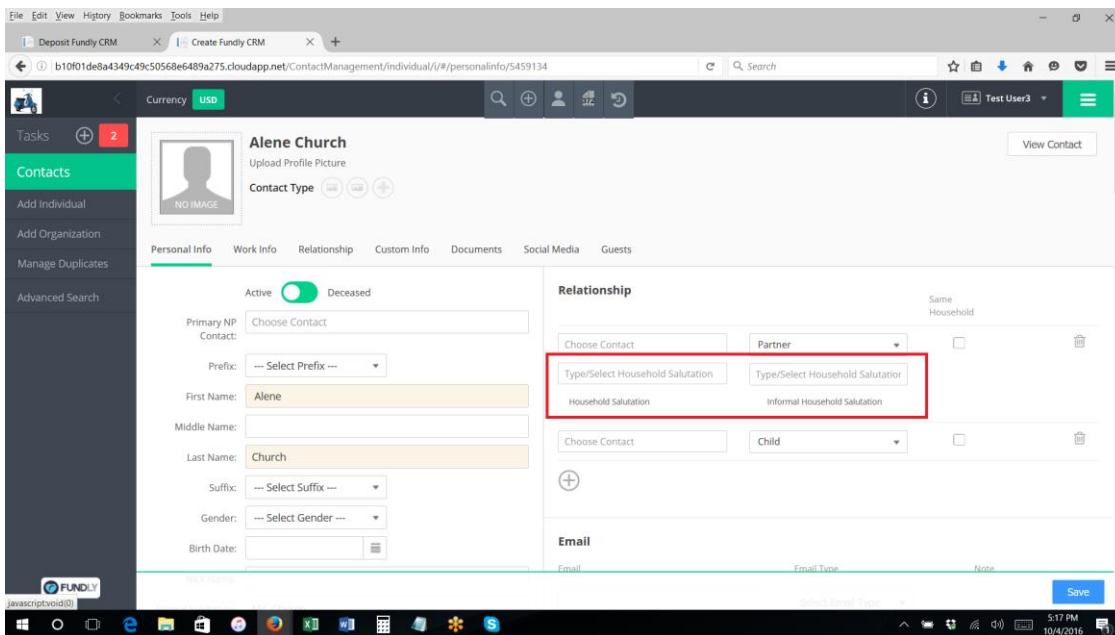 File Edit View History Bookmarks Tools Help
Deposit Fundly CRM
Create Fundly CRM
b10f01de8a4349c49c50568e6489a275.cloudapp.net/ContactManagement/individual/i/#/personalinfo/5459134
Search
Currency USD
Test User3
Tasks 2
Contacts
Add Individual
Add Organization
Manage Duplicates
Advanced Search
NO IMAGE
Alene Church
Upload Profile Picture
Contact Type
View Contact
Personal Info Work Info Relationship Custom Info Documents Social Media Guests
Active Deceased
Primary NP Contact: Choose Contact
Prefix: --- Select Prefix ---
First Name: Alene
Middle Name:
Last Name: Church
Suffix: --- Select Suffix ---
Gender: --- Select Gender ---
Birth Date:
Relationship
Same
Household
Choose Contact Partner
Type/Select Household Salutation Type/Select Household Salutation
Household Salutation Informal Household Salutation
Choose Contact Child
Email
Email Email Type Note
Select Email Type
Save
FUNDLY
javascript:void(0)
5:17 PM
10/4/2016